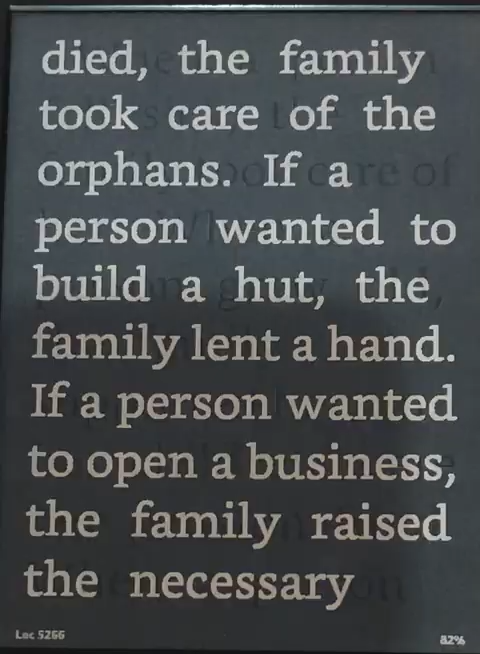 died, the family
took care of the
orphans. If a
person wanted to
build a hut, the
family lent a hand.
If a person wanted
to open a business,
the family raised
the necessary
Loc 5266
82%